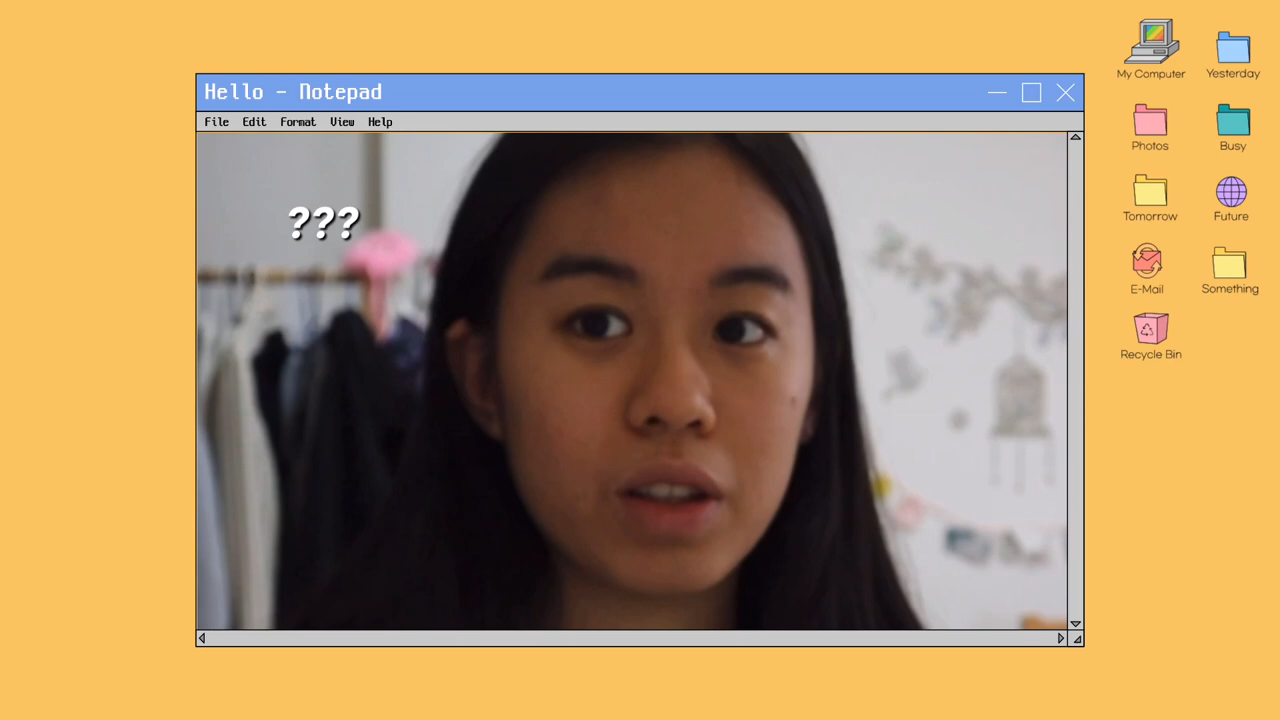 Hello - Notepad
File Edit Format View Help
???
My Computer
Yesterday
Photos
Busy
Tomorrow
Future
E-Mail
Something
Recycle Bin